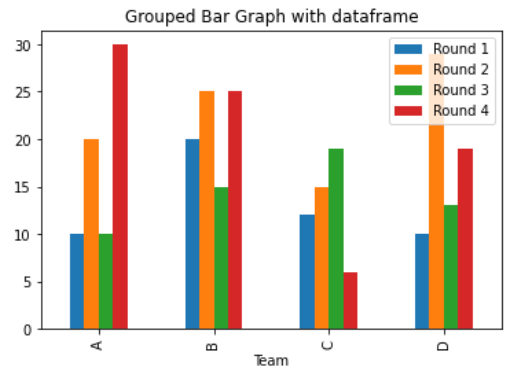 Grouped Bar Graph with dataframe
Round 1
Round 2
Round 3
Round 4
30
25
20
15
10
5
0
A
B
C
D
Team